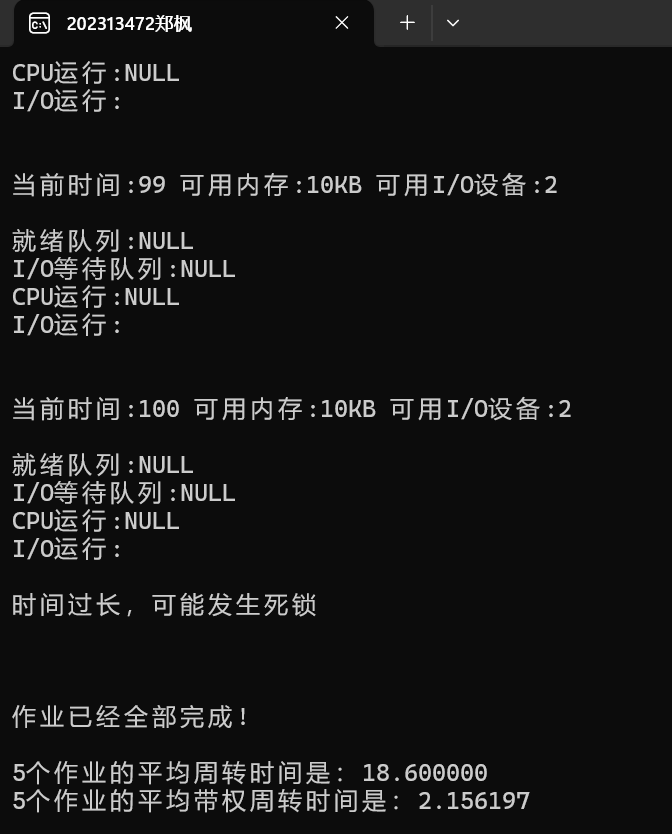 202313472郑枫
CPU运行:NULL
I/O运行:
当前时间:99 可用内存:10KB 可用I/O设备:2
就绪队列:NULL
I/O等待队列:NULL
CPU运行:NULL
I/O运行:
当前时间:100 可用内存:10KB 可用I/O设备:2
就绪队列:NULL
I/O等待队列:NULL
CPU运行:NULL
I/O运行:
时间过长，可能发生死锁
作业已经全部完成！
5个作业的平均周转时间是：18.600000
5个作业的平均带权周转时间是：2.156197